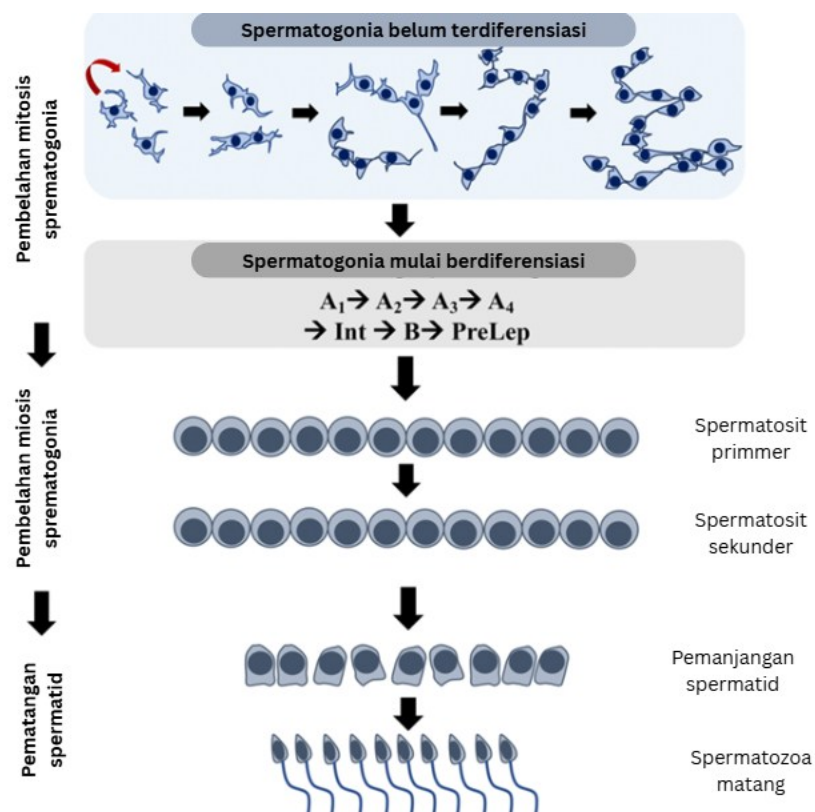 Spermatogonia belum terdiferensiasi
Pembelahan mitosis
sprematogonia
Spermatogonia mulai berdiferensiasi
A₁→ A₂→ A₃→ A₄
→ Int → B→ PreLep
Pembelahan miosis
sprematogonia
Spermatosit
primmer
Spermatosit
sekunder
Pematangan
spermatid
Pemanjangan
spermatid
Spermatozoa
matang